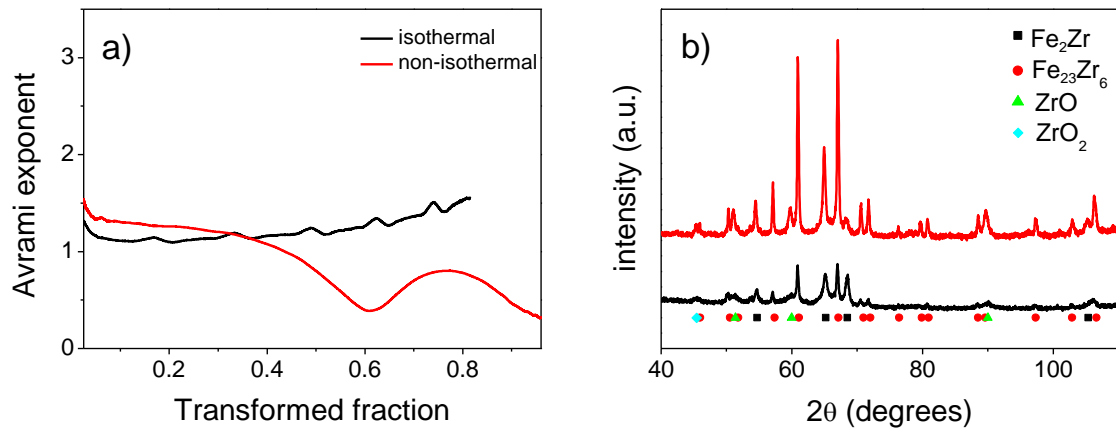 a)
isothermal
non-isothermal
Avrami exponent
3
2
1
0
0.2 0.4 0.6 0.8
Transformed fraction
b)
Fe₂Zr
Fe₂₃Zr₆
ZrO
ZrO₂
intensity (a.u.)
40 60 80 100
2θ (degrees)